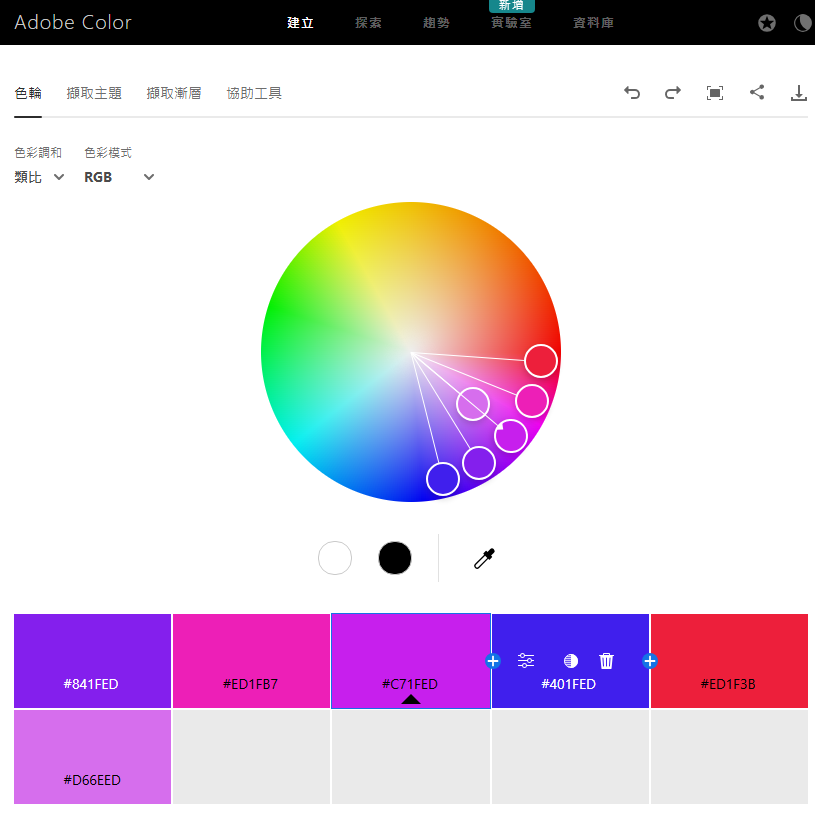 新增
Adobe Color 建立 探索 趨勢 實驗室 資料庫
色輪 擷取主題 擷取漸層 協助工具
色彩調和 色彩模式
類比 RGB
#841FED #ED1FB7 #C71FED #401FED #ED1F3B
#D66EED